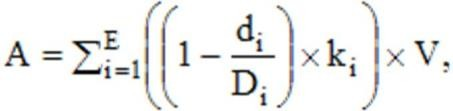 A = ∑_{i=1}^{E}(((1 − d_i/D_i) × k_i) × V,